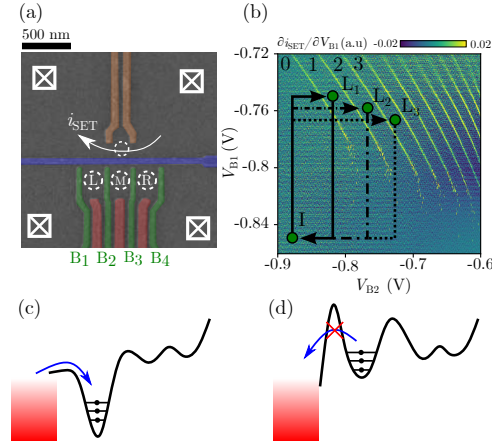 (a)
500 nm
i_SET
L M R
B₁ B₂ B₃ B₄
(b)
∂i_SET/∂V_B1 (a.u) -0.02 0.02
0 1 2 3
L₁
L₂
L₃
I
-0.72
-0.76
-0.8
-0.84
V_B1 (V)
-0.9 -0.8 -0.7 -0.6
V_B2 (V)
(c)
(d)